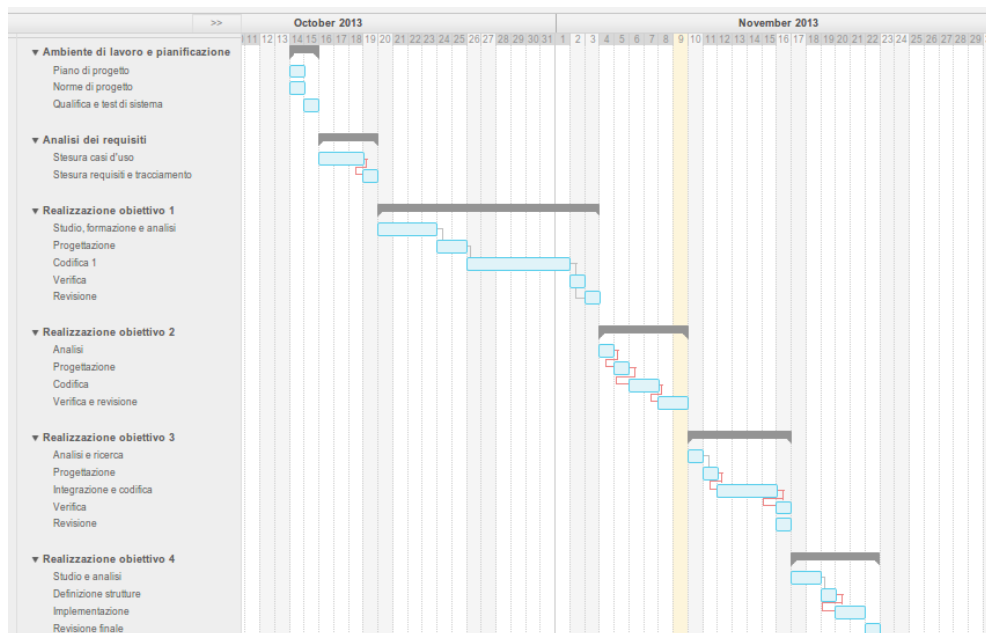 >> October 2013 November 2013
11 12 13 14 15 16 17 18 19 20 21 22 23 24 25 26 27 28 29 30 31 1 2 3 4 5 6 7 8 9 10 11 12 13 14 15 16 17 18 19 20 21 22 23 24 25 26 27 28 29
▾ Ambiente di lavoro e pianificazione
Piano di progetto
Norme di progetto
Qualifica e test di sistema
▾ Analisi dei requisiti
Stesura casi d'uso
Stesura requisiti e tracciamento
▾ Realizzazione obiettivo 1
Studio, formazione e analisi
Progettazione
Codifica 1
Verifica
Revisione
▾ Realizzazione obiettivo 2
Analisi
Progettazione
Codifica
Verifica e revisione
▾ Realizzazione obiettivo 3
Analisi e ricerca
Progettazione
Integrazione e codifica
Verifica
Revisione
▾ Realizzazione obiettivo 4
Studio e analisi
Definizione strutture
Implementazione
Revisione finale